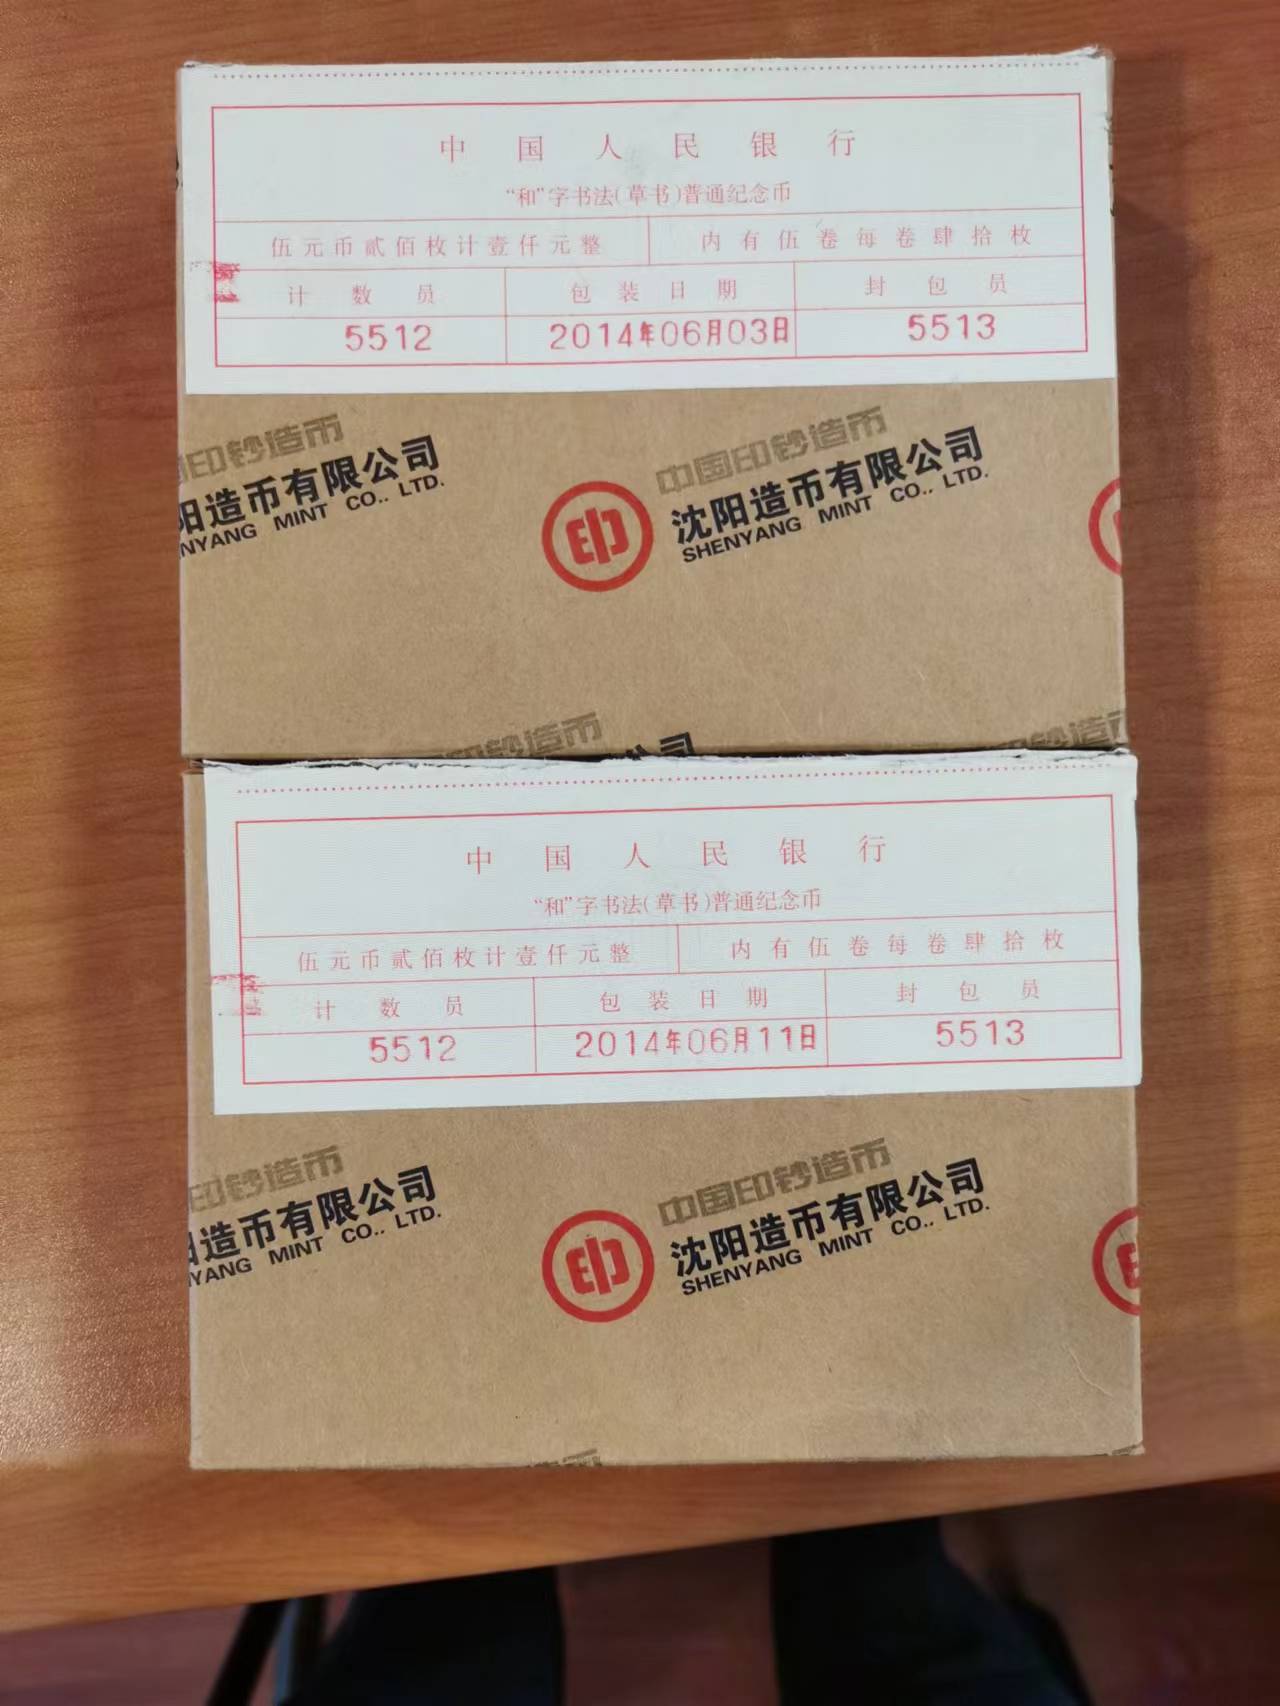 中国人民银行
“和”字书法(草书)普通纪念币
伍元币贰佰枚计壹仟元整 内有伍卷每卷肆拾枚
计数员 包装日期 封包员
5512 2014年06月03日 5513
印钞造币 中国印钞造币
阳造币有限公司 沈阳造币有限公司
NYANG MINT CO., LTD. SHENYANG MINT CO., LTD.
印钞造币
公司
中国人民银行
“和”字书法(草书)普通纪念币
伍元币贰佰枚计壹仟元整 内有伍卷每卷肆拾枚
计数员 包装日期 封包员
5512 2014年06月11日 5513
印钞造币 中国印钞造币
造币有限公司 沈阳造币有限公司
YANG MINT CO., LTD. SHENYANG MINT CO., LTD.